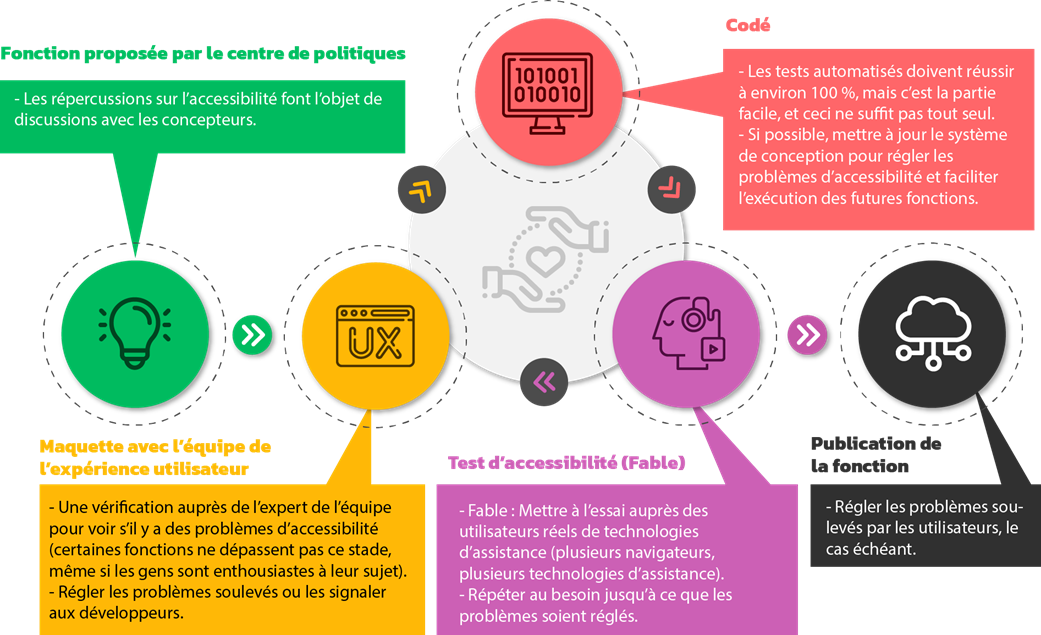 Fonction proposée par le centre de politiques
- Les répercussions sur l'accessibilité font l'objet de
discussions avec les concepteurs.
Maquette avec l'équipe de
l'expérience utilisateur
UX
- Une vérification auprès de l'expert de l'équipe
pour voir s'il y a des problèmes d'accessibilité
(certaines fonctions ne dépassent pas ce stade,
même si les gens sont enthousiastes à leur sujet).
- Régler les problèmes soulevés ou les signaler
aux développeurs.
Codé
101001
010010
- Les tests automatisés doivent réussir
à environ 100 %, mais c'est la partie
facile, et ceci ne suffit pas tout seul.
- Si possible, mettre à jour le système
de conception pour régler les
problèmes d'accessibilité et faciliter
l'exécution des futures fonctions.
Test d'accessibilité (Fable)
- Fable : Mettre à l'essai auprès des
utilisateurs réels de technologies
d'assistance (plusieurs navigateurs,
plusieurs technologies d'assistance).
- Répéter au besoin jusqu'à ce que les
problèmes soient réglés.
Publication de
la fonction
- Régler les problèmes sou-
levés par les utilisateurs, le
cas échéant.